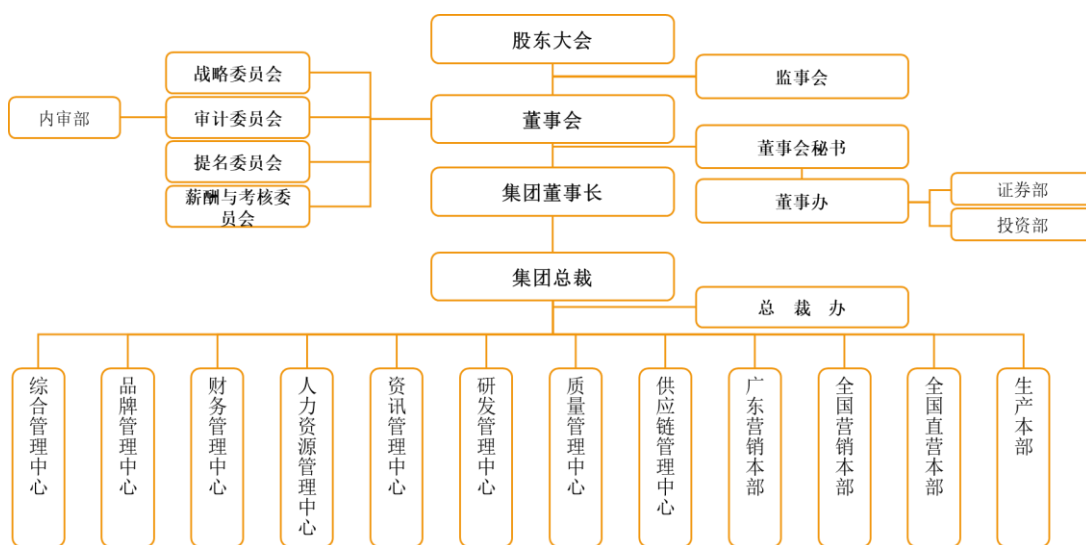 股东大会
战略委员会
监事会
内审部
审计委员会
董事会
提名委员会
董事会秘书
薪酬与考核委
员会
集团董事长
董事办
证券部
投资部
集团总裁
总 裁 办
综合管理中心
品牌管理中心
财务管理中心
人力资源管理中心
资讯管理中心
研发管理中心
质量管理中心
供应链管理中心
广东营销本部
全国营销本部
全国直营本部
生产本部